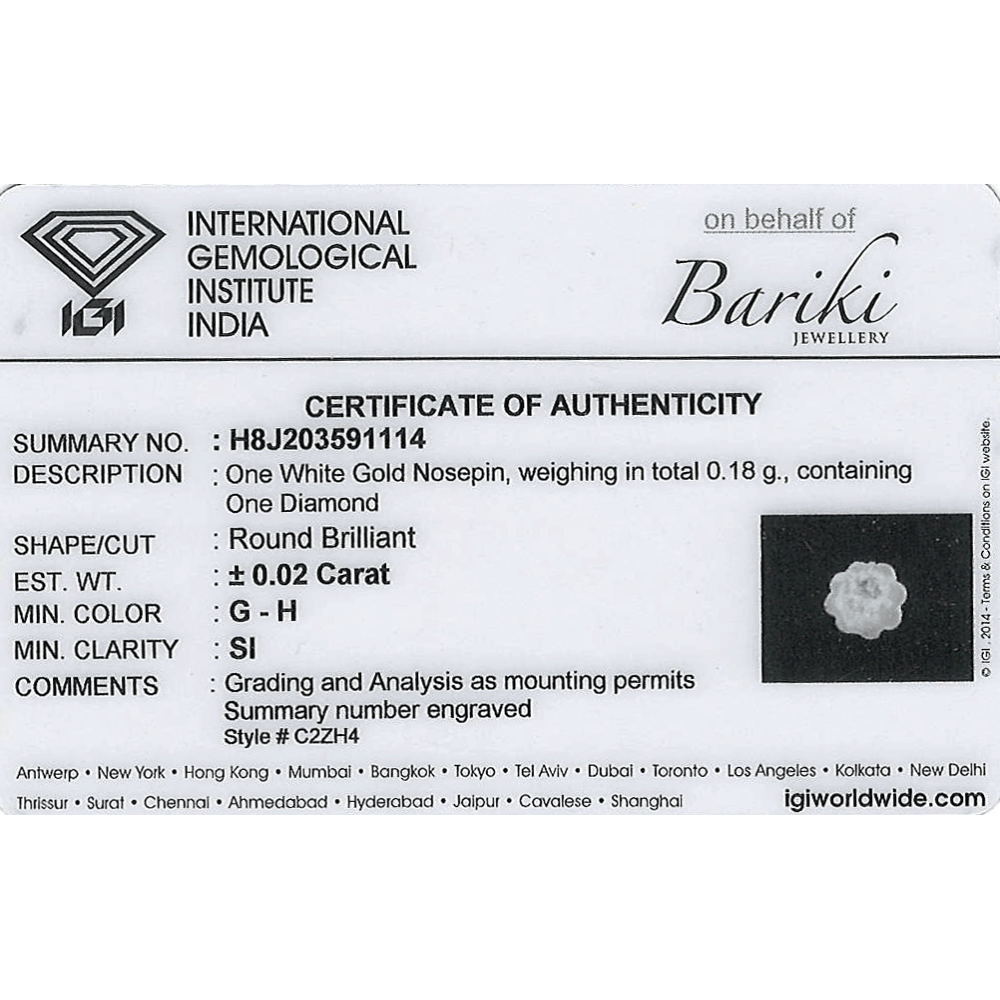 INTERNATIONAL
GEMOLOGICAL
INSTITUTE
INDIA
IGI
on behalf of
Bariki
JEWELLERY
CERTIFICATE OF AUTHENTICITY
SUMMARY NO. : H8J203591114
DESCRIPTION : One White Gold Nosepin, weighing in total 0.18 g., containing
One Diamond
SHAPE/CUT : Round Brilliant
EST. WT. : ± 0.02 Carat
MIN. COLOR : G - H
MIN. CLARITY : SI
COMMENTS : Grading and Analysis as mounting permits
Summary number engraved
Style # C2ZH4
© IGI . 2014 - Terms & Conditions on IGI website.
Antwerp • New York • Hong Kong • Mumbai • Bangkok • Tokyo • Tel Aviv • Dubai • Toronto • Los Angeles • Kolkata • New Delhi
Thrissur • Surat • Chennai • Ahmedabad • Hyderabad • Jaipur • Cavalese • Shanghai
igiworldwide.com